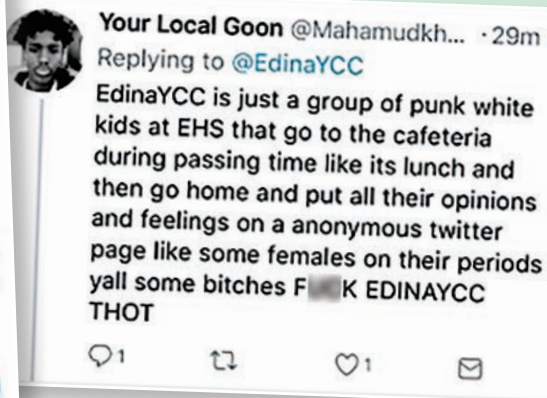 Your Local Goon @Mahamudkh... · 29m
Replying to @EdinaYCC
EdinaYCC is just a group of punk white
kids at EHS that go to the cafeteria
during passing time like its lunch and
then go home and put all their opinions
and feelings on a anonymous twitter
page like some females on their periods
yall some bitches F K EDINAYCC
THOT
1 1